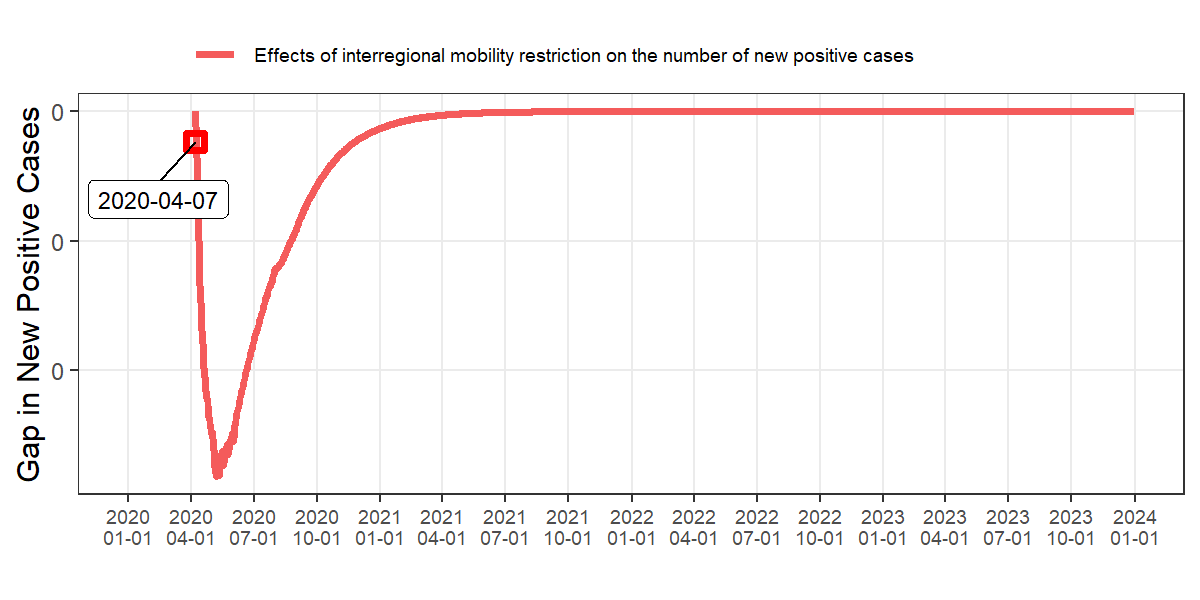 Effects of interregional mobility restriction on the number of new positive cases
Gap in New Positive Cases
0
0
0
2020-04-07
2020 2020 2020 2020 2021 2021 2021 2021 2022 2022 2022 2022 2023 2023 2023 2023 2024
01-01 04-01 07-01 10-01 01-01 04-01 07-01 10-01 01-01 04-01 07-01 10-01 01-01 04-01 07-01 10-01 01-01